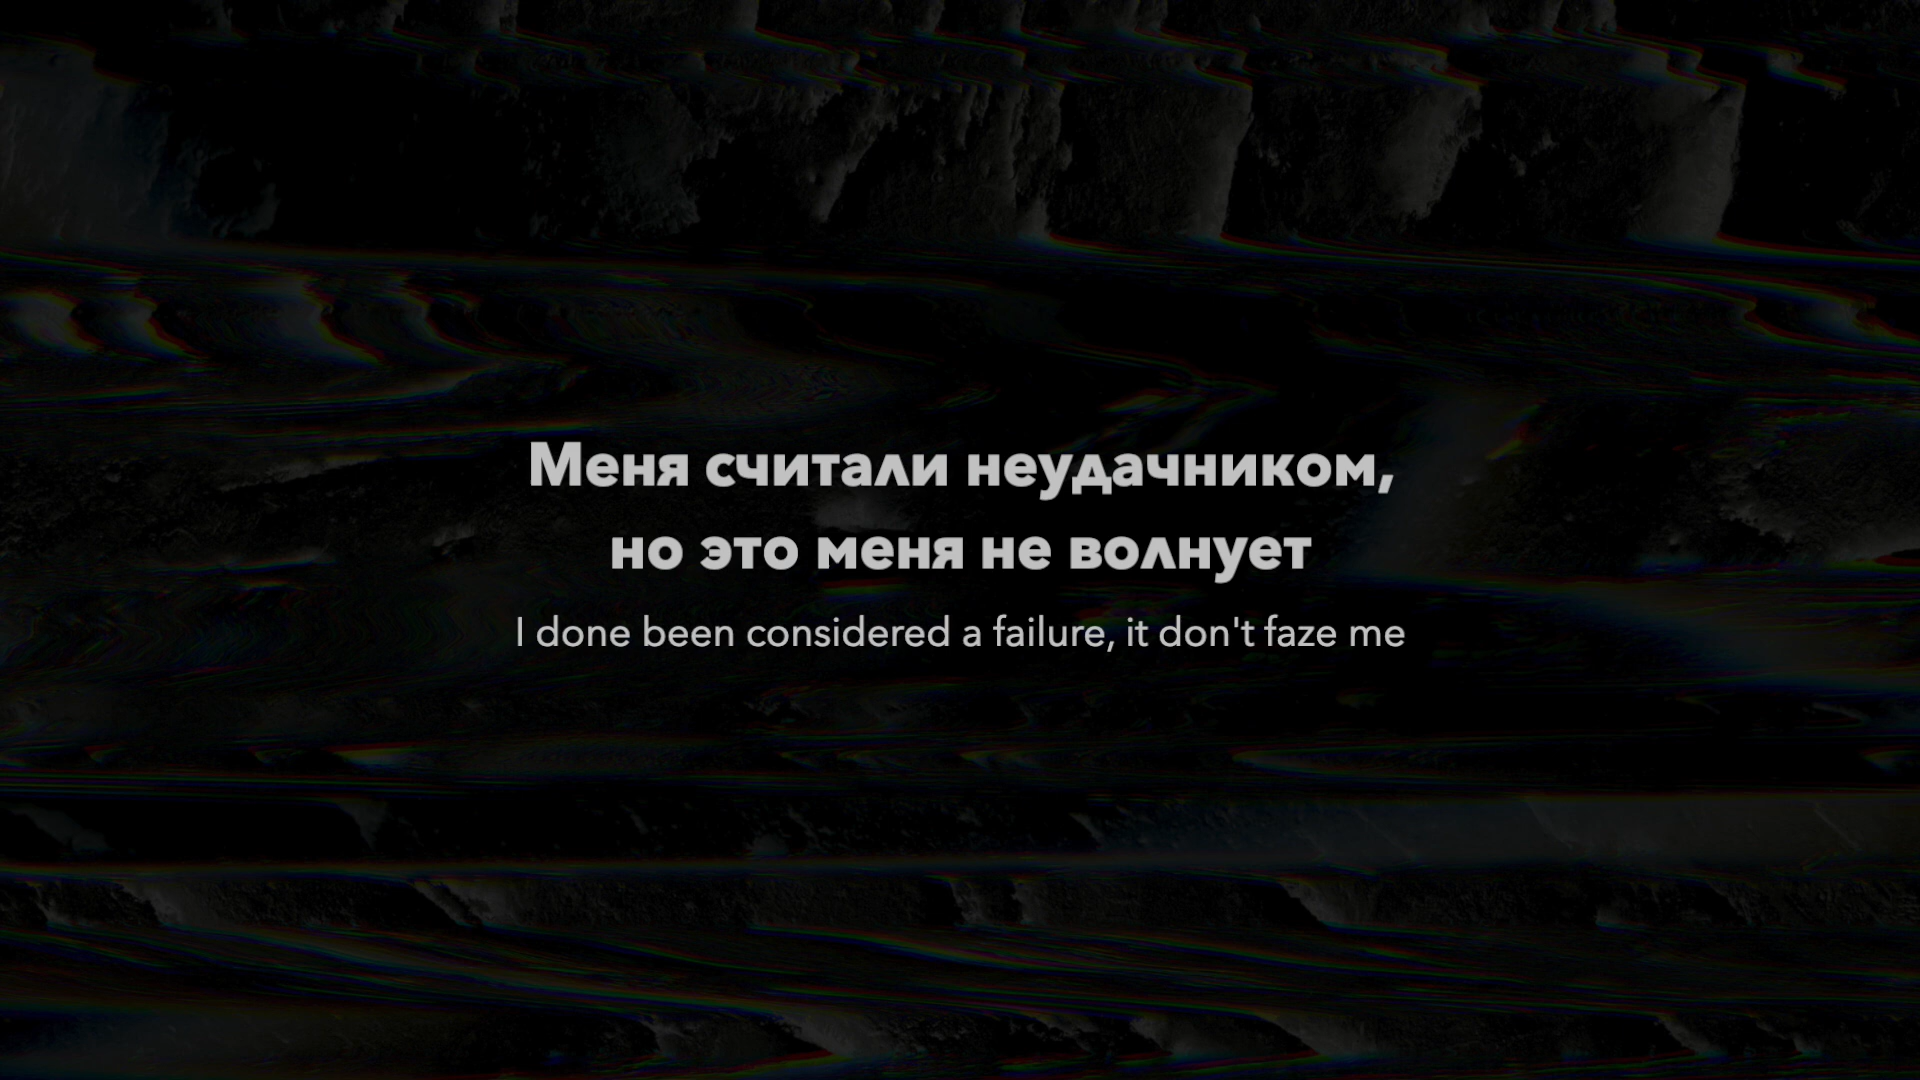 Меня считали неудачником,
но это меня не волнует
I done been considered a failure, it don't faze me